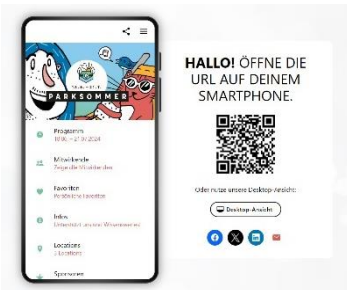 PARKSOMMER
Programm
Mitwirkende
Zeige alle Mitwirkenden
Favoriten
Persönliche Favoriten
Infos
Locations
Sponsoren
HALLO! ÖFFNE DIE
URL AUF DEINEM
SMARTPHONE.
Oder nutze unsere Desktop-Ansicht:
Desktop-Ansicht